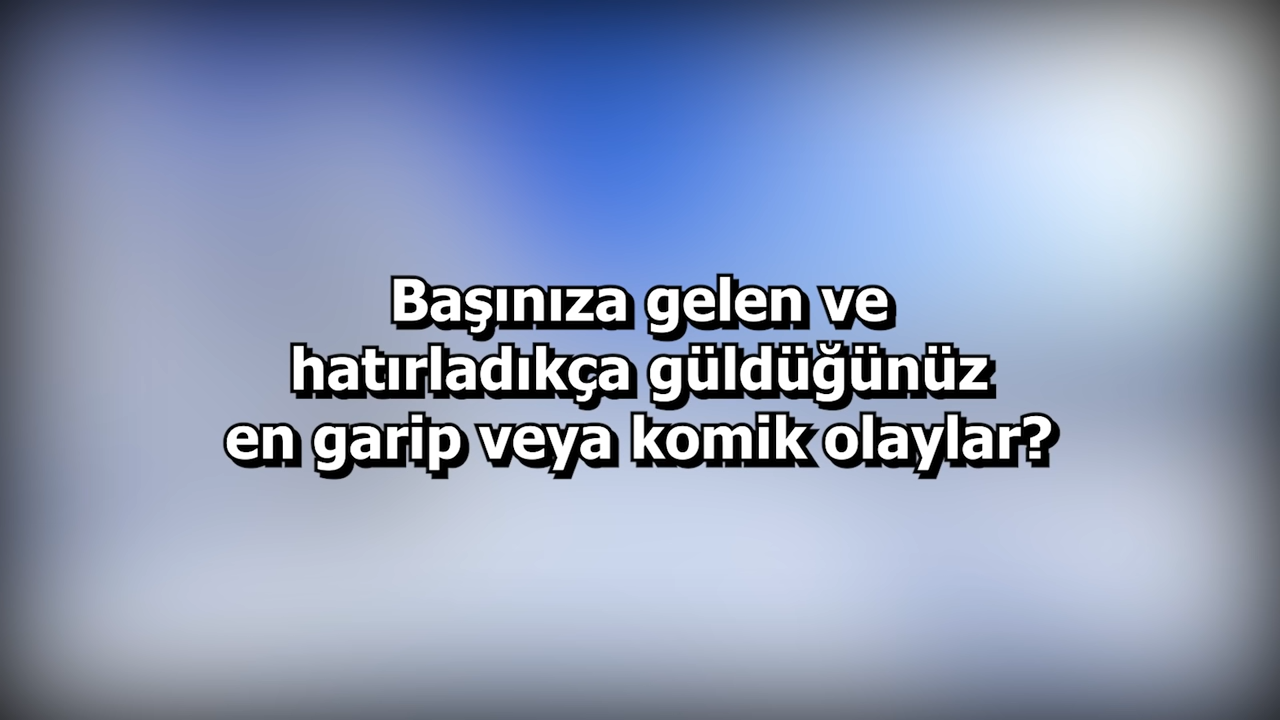 Başınıza gelen ve
hatırladıkça güldüğünüz
en garip veya komik olaylar?